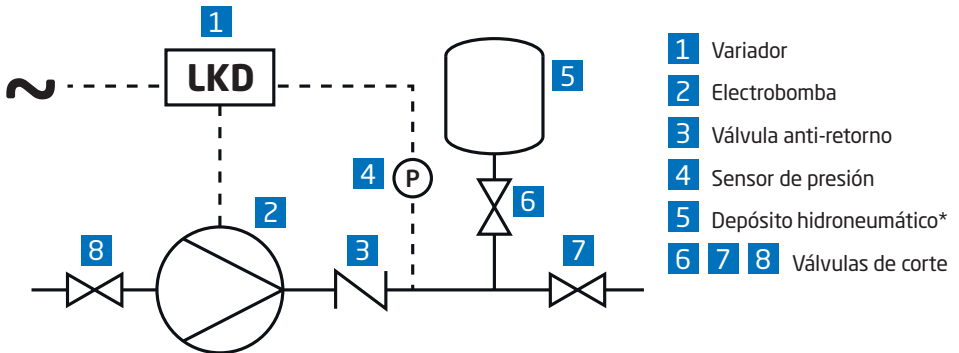 1
LKD
~
5
4
P
6
2
8
3
7
1 Variador
2 Electrobomba
3 Válvula anti-retorno
4 Sensor de presión
5 Depósito hidroneumático*
6 7 8 Válvulas de corte